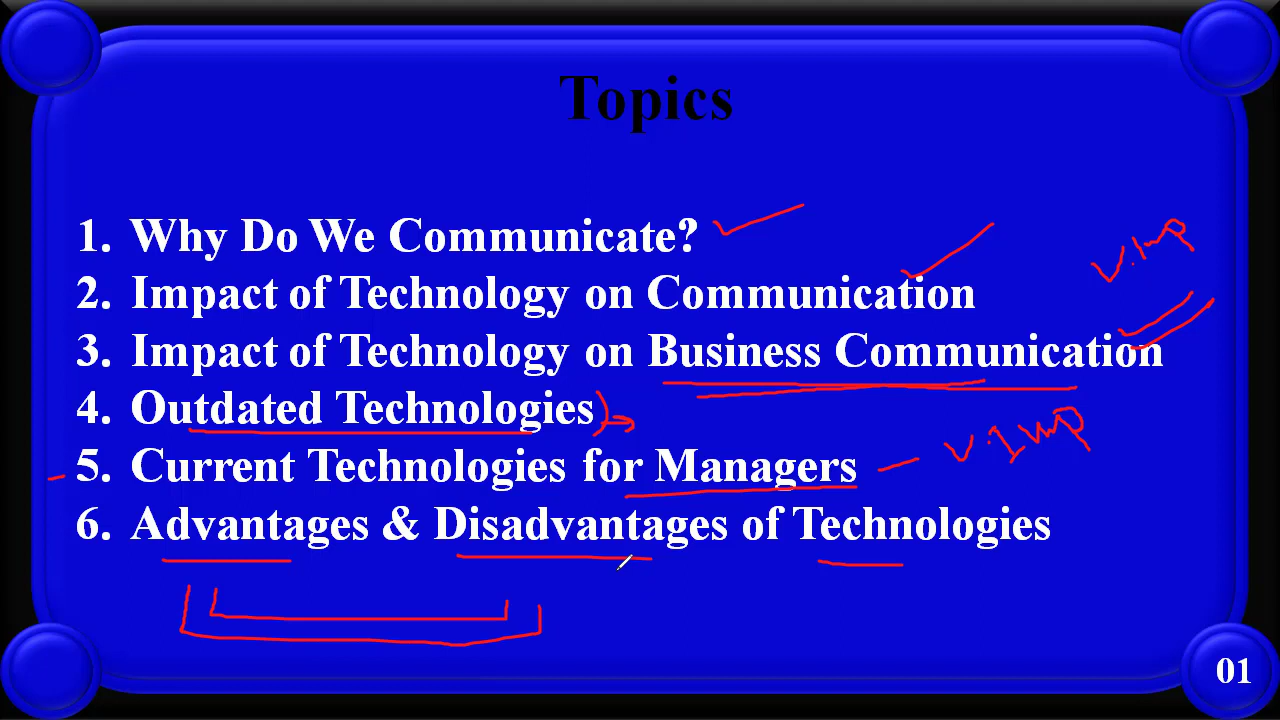 Topics
1. Why Do We Communicate?
V.Imp
2. Impact of Technology on Communication
3. Impact of Technology on Business Communication
4. Outdated Technologies
5. Current Technologies for Managers - V.Imp
6. Advantages & Disadvantages of Technologies
01